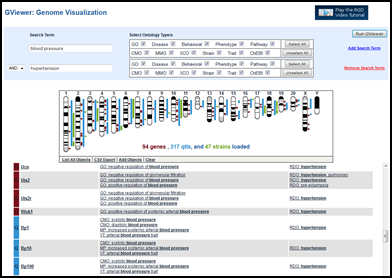 GViewer: Genome Visualization
Play the RGD
Video Tutorial
Search Term
Select Ontology Types
Run GViewer
blood pressure
GO Disease Behavioral Phenotype Pathway Select All
CMO MMO XCO Strain Trait ChEBI Unselect All
Add Search Term
AND
hypertension
GO Disease Behavioral Phenotype Pathway Select All
CMO MMO XCO Strain Trait ChEBI Unselect All
Remove Search Term
1 2 3 4 5 6 7 8 9 10 11 12 13 14 15 16 17 18 19 20 X Y
94 genes , 317 qtls, and 47 strains loaded
List All Objects | CSV Export | Add Objects | Clear
GO: negative regulation of blood pressure
RDO: hypertension
Uts2
GO: negative regulation of glomerular filtration
GO: negative regulation of blood pressure
GO: positive regulation of blood pressure
RDO: hypertension, pulmonary
RDO: hypertension
RDO: pre-eclampsia
Uts2r
GO: negative regulation of glomerular filtration
GO: negative regulation of blood pressure
GO: positive regulation of blood pressure
RDO: hypertension
Wnk1
GO: positive regulation of systemic arterial blood pressure
RDO: hypertension
Q
Bp1
CMO: systolic blood pressure
CMO: diastolic blood pressure
MP: increased systemic arterial blood pressure
VT: arterial blood pressure trait
RDO: hypertension
Q
Bp10
CMO: systolic blood pressure
MP: increased systemic arterial blood pressure
VT: arterial blood pressure trait
RDO: hypertension
Q
Bp100
CMO: systolic blood pressure
MP: increased systemic arterial blood pressure
RDO: hypertension